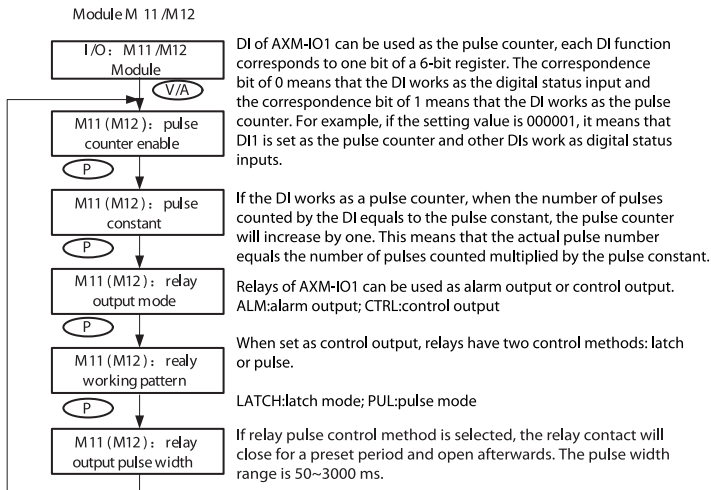 Module M 11 /M12
I /O: M11 /M12
Module
V/A
M11 (M12): pulse
counter enable
P
M11 (M12): pulse
constant
P
M11 (M12): relay
output mode
P
M11 (M12): realy
working pattern
P
M11 (M12): relay
output pulse width
DI of AXM-IO1 can be used as the pulse counter, each DI function
corresponds to one bit of a 6-bit register. The correspondence
bit of 0 means that the DI works as the digital status input and
the correspondence bit of 1 means that the DI works as the pulse
counter. For example, if the setting value is 000001, it means that
DI1 is set as the pulse counter and other DIs work as digital status
inputs.
If the DI works as a pulse counter, when the number of pulses
counted by the DI equals to the pulse constant, the pulse counter
will increase by one. This means that the actual pulse number
equals the number of pulses counted multiplied by the pulse constant.
Relays of AXM-IO1 can be used as alarm output or control output.
ALM:alarm output; CTRL:control output
When set as control output, relays have two control methods: latch
or pulse.
LATCH:latch mode; PUL:pulse mode
If relay pulse control method is selected, the relay contact will
close for a preset period and open afterwards. The pulse width
range is 50~3000 ms.